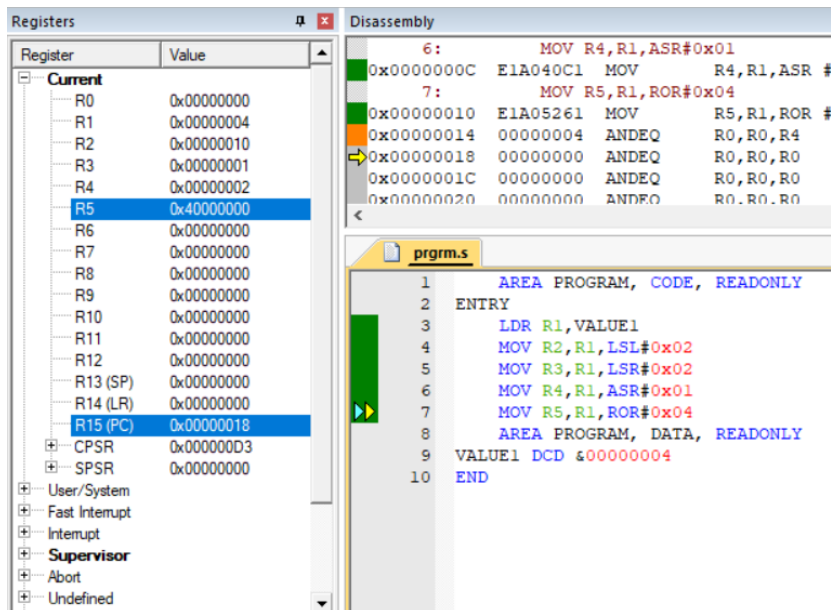 Registers
Register Value
Current
R0 0x00000000
R1 0x00000004
R2 0x00000010
R3 0x00000001
R4 0x00000002
R5 0x40000000
R6 0x00000000
R7 0x00000000
R8 0x00000000
R9 0x00000000
R10 0x00000000
R11 0x00000000
R12 0x00000000
R13 (SP) 0x00000000
R14 (LR) 0x00000000
R15 (PC) 0x00000018
CPSR 0x000000D3
SPSR 0x00000000
User/System
Fast Interrupt
Interrupt
Supervisor
Abort
Undefined
Disassembly
6: MOV R4,R1,ASR#0x01
0x0000000C E1A040C1 MOV R4,R1,ASR #
7: MOV R5,R1,ROR#0x04
0x00000010 E1A05261 MOV R5,R1,ROR #
0x00000014 00000004 ANDEQ R0,R0,R4
0x00000018 00000000 ANDEQ R0,R0,R0
0x0000001C 00000000 ANDEQ R0,R0,R0
0x00000020 00000000 ANDEQ R0,R0,R0
prgrm.s
1 AREA PROGRAM, CODE, READONLY
2 ENTRY
3 LDR R1,VALUE1
4 MOV R2,R1,LSL#0x02
5 MOV R3,R1,LSR#0x02
6 MOV R4,R1,ASR#0x01
7 MOV R5,R1,ROR#0x04
8 AREA PROGRAM, DATA, READONLY
9 VALUE1 DCD &00000004
10 END